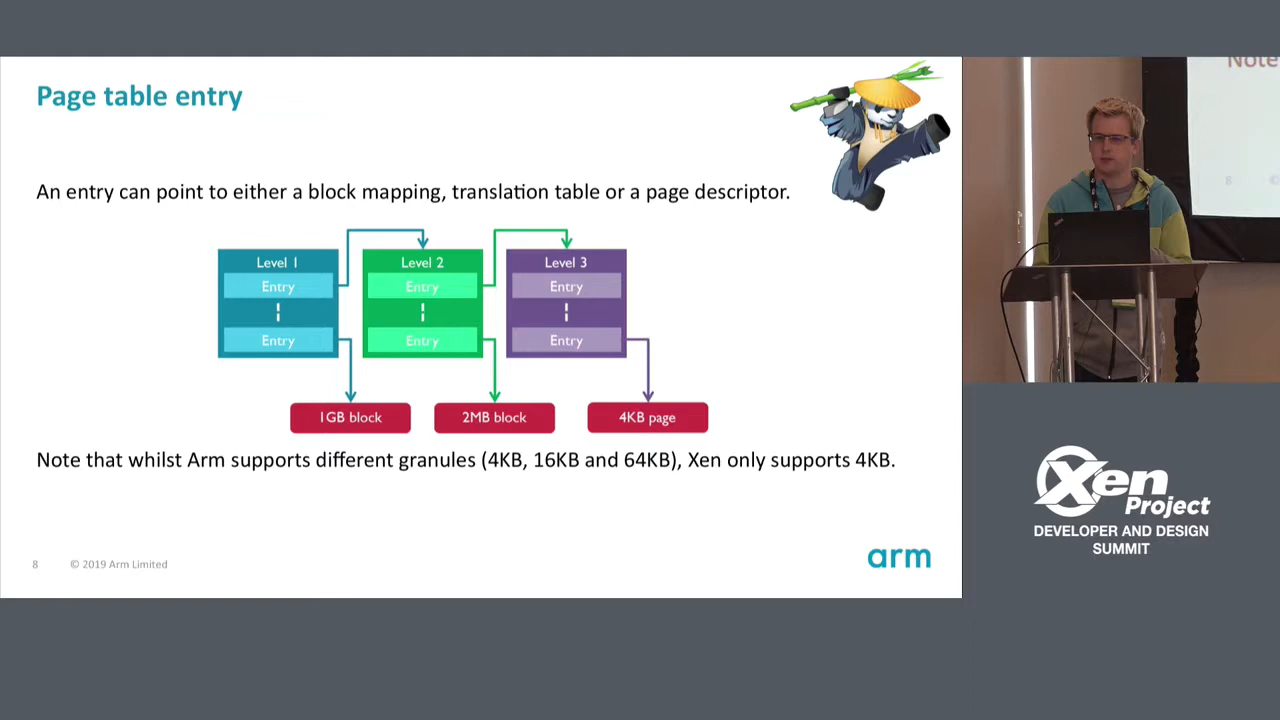 Page table entry
An entry can point to either a block mapping, translation table or a page descriptor.
Level 1
Entry
Entry
Level 2
Entry
Entry
Level 3
Entry
Entry
1GB block
2MB block
4KB page
Note that whilst Arm supports different granules (4KB, 16KB and 64KB), Xen only supports 4KB.
8 © 2019 Arm Limited
arm
Note
8 ©
Xen
Project
DEVELOPER AND DESIGN
SUMMIT